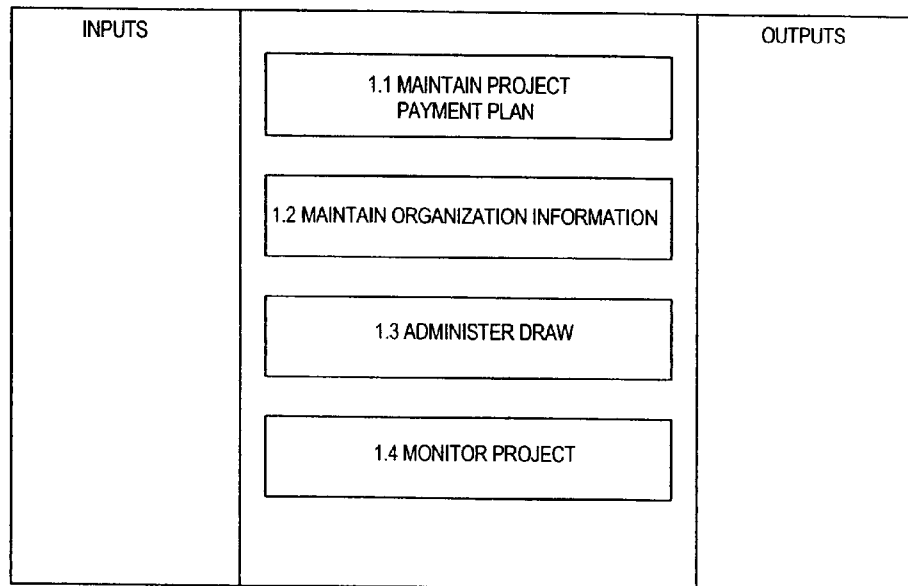 INPUTS
OUTPUTS
1.1 MAINTAIN PROJECT
PAYMENT PLAN
1.2 MAINTAIN ORGANIZATION INFORMATION
1.3 ADMINISTER DRAW
1.4 MONITOR PROJECT